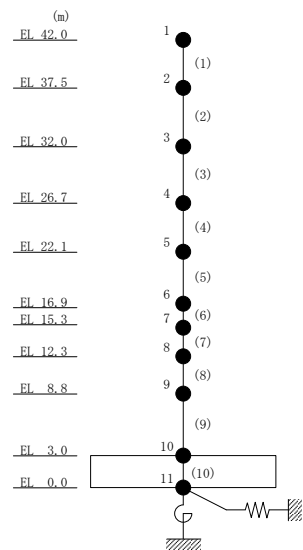 (m)
EL 42.0 1
(1)
EL 37.5 2
(2)
EL 32.0 3
(3)
EL 26.7 4
(4)
EL 22.1 5
(5)
EL 16.9 6
(6)
EL 15.3 7
(7)
EL 12.3 8
(8)
EL 8.8 9
(9)
EL 3.0 10
(10)
EL 0.0 11